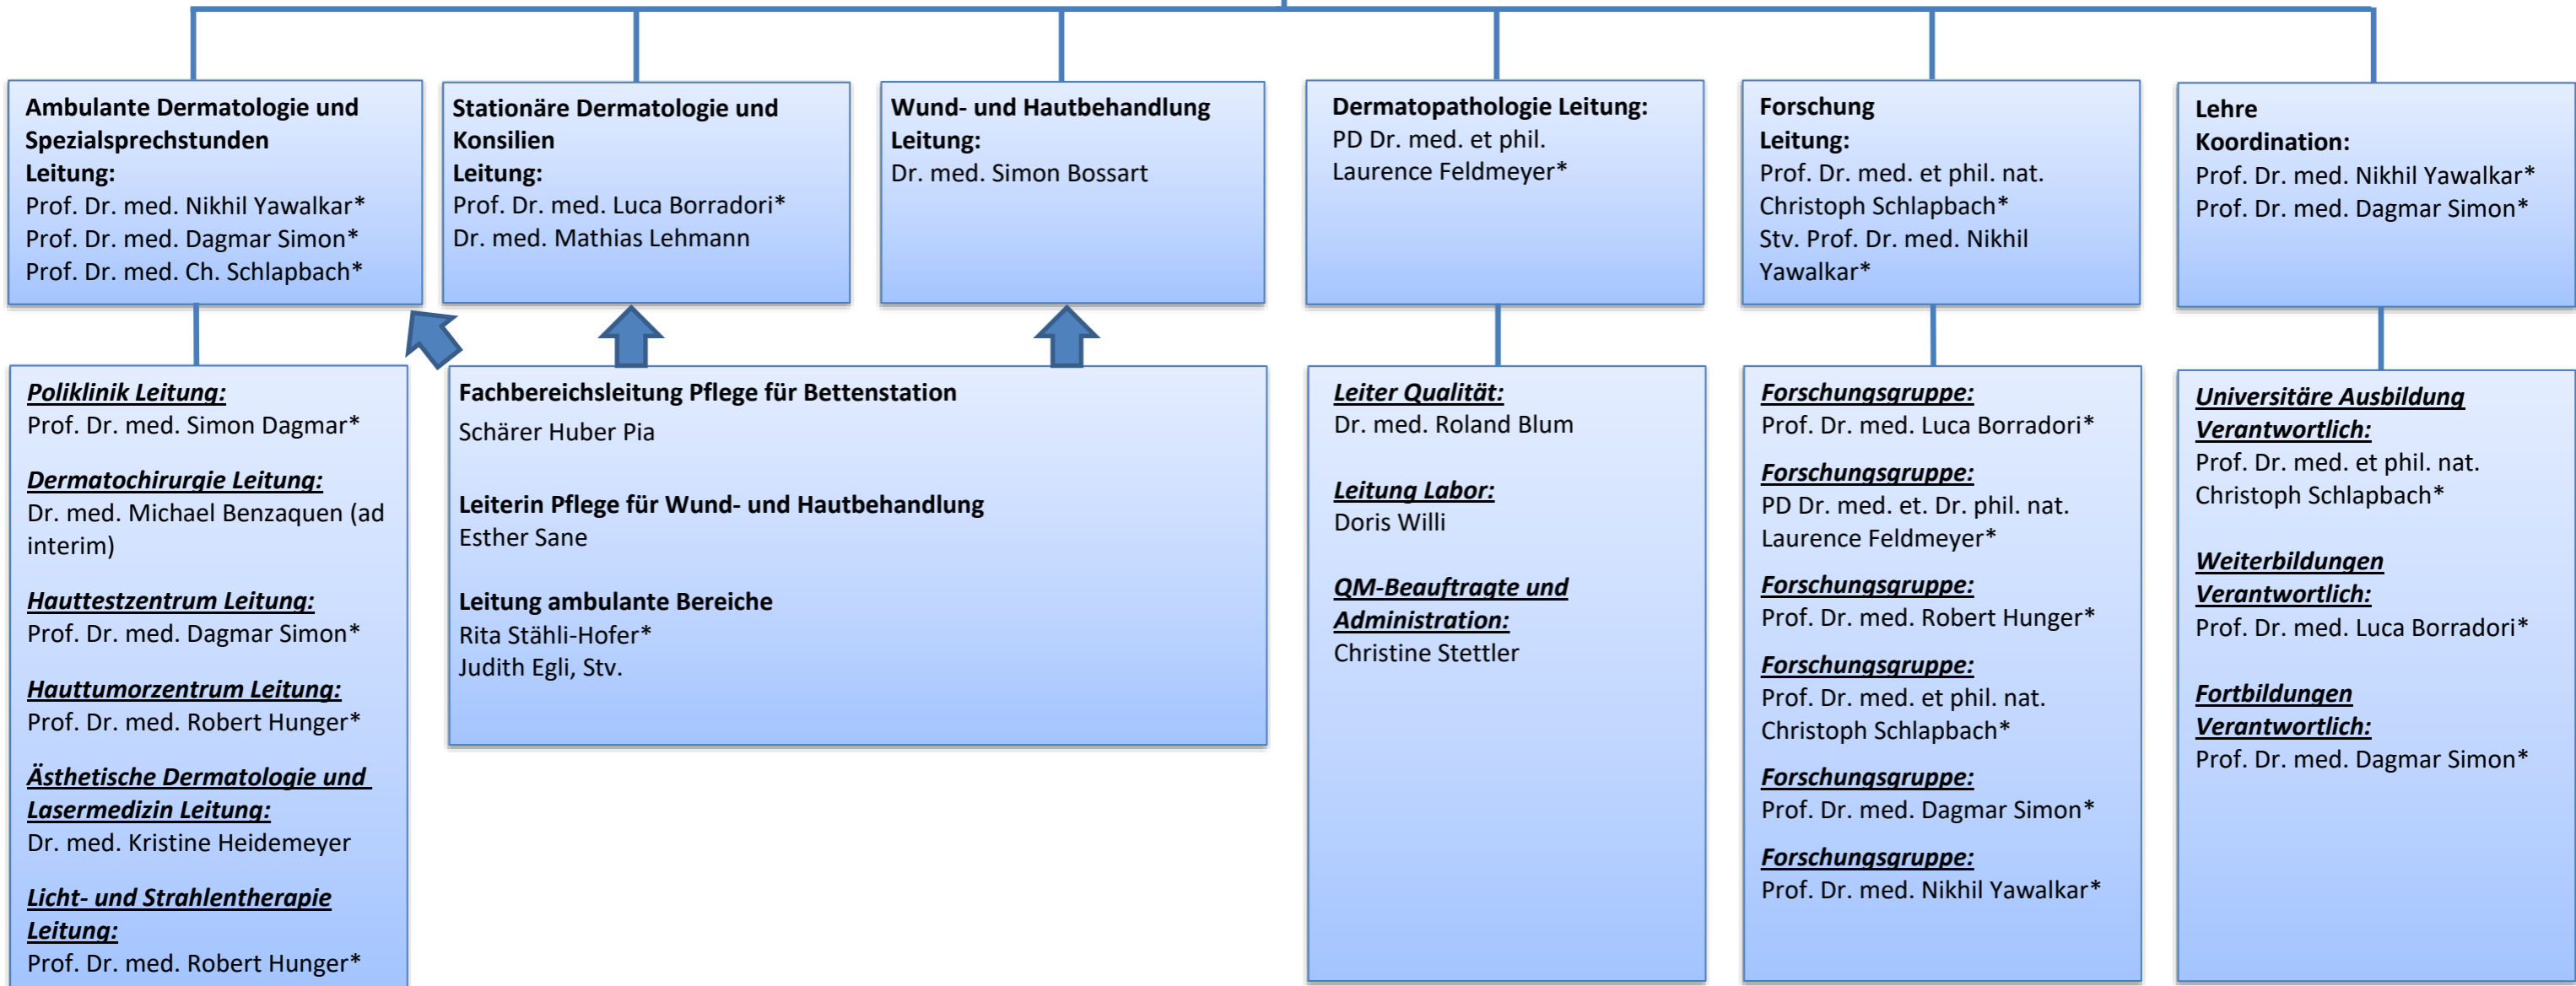 Ambulante Dermatologie und
Spezialsprechstunden
Leitung:
Prof. Dr. med. Nikhil Yawalkar*
Prof. Dr. med. Dagmar Simon*
Prof. Dr. med. Ch. Schlapbach*
Stationäre Dermatologie und
Konsilien
Leitung:
Prof. Dr. med. Luca Borradori*
Dr. med. Mathias Lehmann
Wund- und Hautbehandlung
Leitung:
Dr. med. Simon Bossart
Dermatopathologie Leitung:
PD Dr. med. et phil.
Laurence Feldmeyer*
Forschung
Leitung:
Prof. Dr. med. et phil. nat.
Christoph Schlapbach*
Stv. Prof. Dr. med. Nikhil
Yawalkar*
Lehre
Koordination:
Prof. Dr. med. Nikhil Yawalkar*
Prof. Dr. med. Dagmar Simon*
Poliklinik Leitung:
Prof. Dr. med. Simon Dagmar*
Dermatochirurgie Leitung:
Dr. med. Michael Benzaquen (ad
interim)
Hauttestzentrum Leitung:
Prof. Dr. med. Dagmar Simon*
Hauttumorzentrum Leitung:
Prof. Dr. med. Robert Hunger*
Ästhetische Dermatologie und
Lasermedizin Leitung:
Dr. med. Kristine Heidemeyer
Licht- und Strahlentherapie
Leitung:
Prof. Dr. med. Robert Hunger*
Fachbereichsleitung Pflege für Bettenstation
Schärer Huber Pia
Leiterin Pflege für Wund- und Hautbehandlung
Esther Sane
Leitung ambulante Bereiche
Rita Stähli-Hofer*
Judith Egli, Stv.
Leiter Qualität:
Dr. med. Roland Blum
Leitung Labor:
Doris Willi
QM-Beauftragte und
Administration:
Christine Stettler
Forschungsgruppe:
Prof. Dr. med. Luca Borradori*
Forschungsgruppe:
PD Dr. med. et. Dr. phil. nat.
Laurence Feldmeyer*
Forschungsgruppe:
Prof. Dr. med. Robert Hunger*
Forschungsgruppe:
Prof. Dr. med. et phil. nat.
Christoph Schlapbach*
Forschungsgruppe:
Prof. Dr. med. Dagmar Simon*
Forschungsgruppe:
Prof. Dr. med. Nikhil Yawalkar*
Universitäre Ausbildung
Verantwortlich:
Prof. Dr. med. et phil. nat.
Christoph Schlapbach*
Weiterbildungen
Verantwortlich:
Prof. Dr. med. Luca Borradori*
Fortbildungen
Verantwortlich:
Prof. Dr. med. Dagmar Simon*